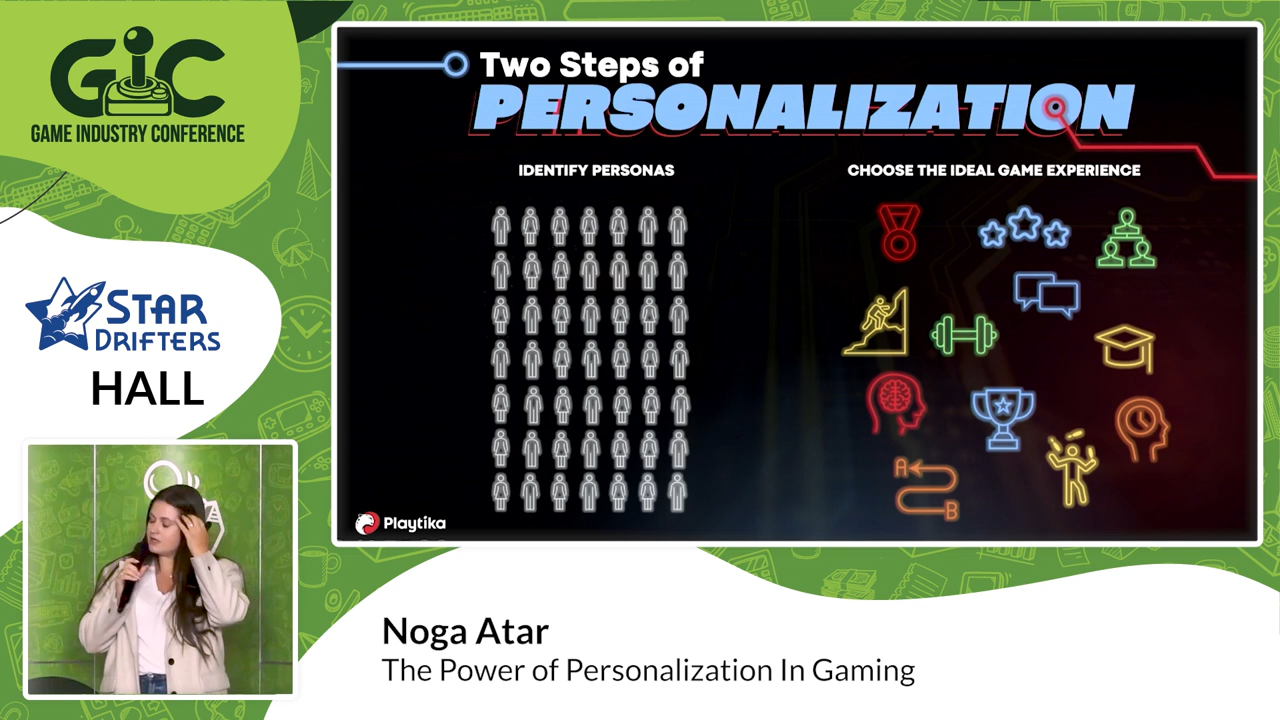 GIC
GAME INDUSTRY CONFERENCE
STAR
DRIFTERS
HALL
Two Steps of
PERSONALIZATION
IDENTIFY PERSONAS
CHOOSE THE IDEAL GAME EXPERIENCE
A
B
Playtika
Noga Atar
The Power of Personalization In Gaming